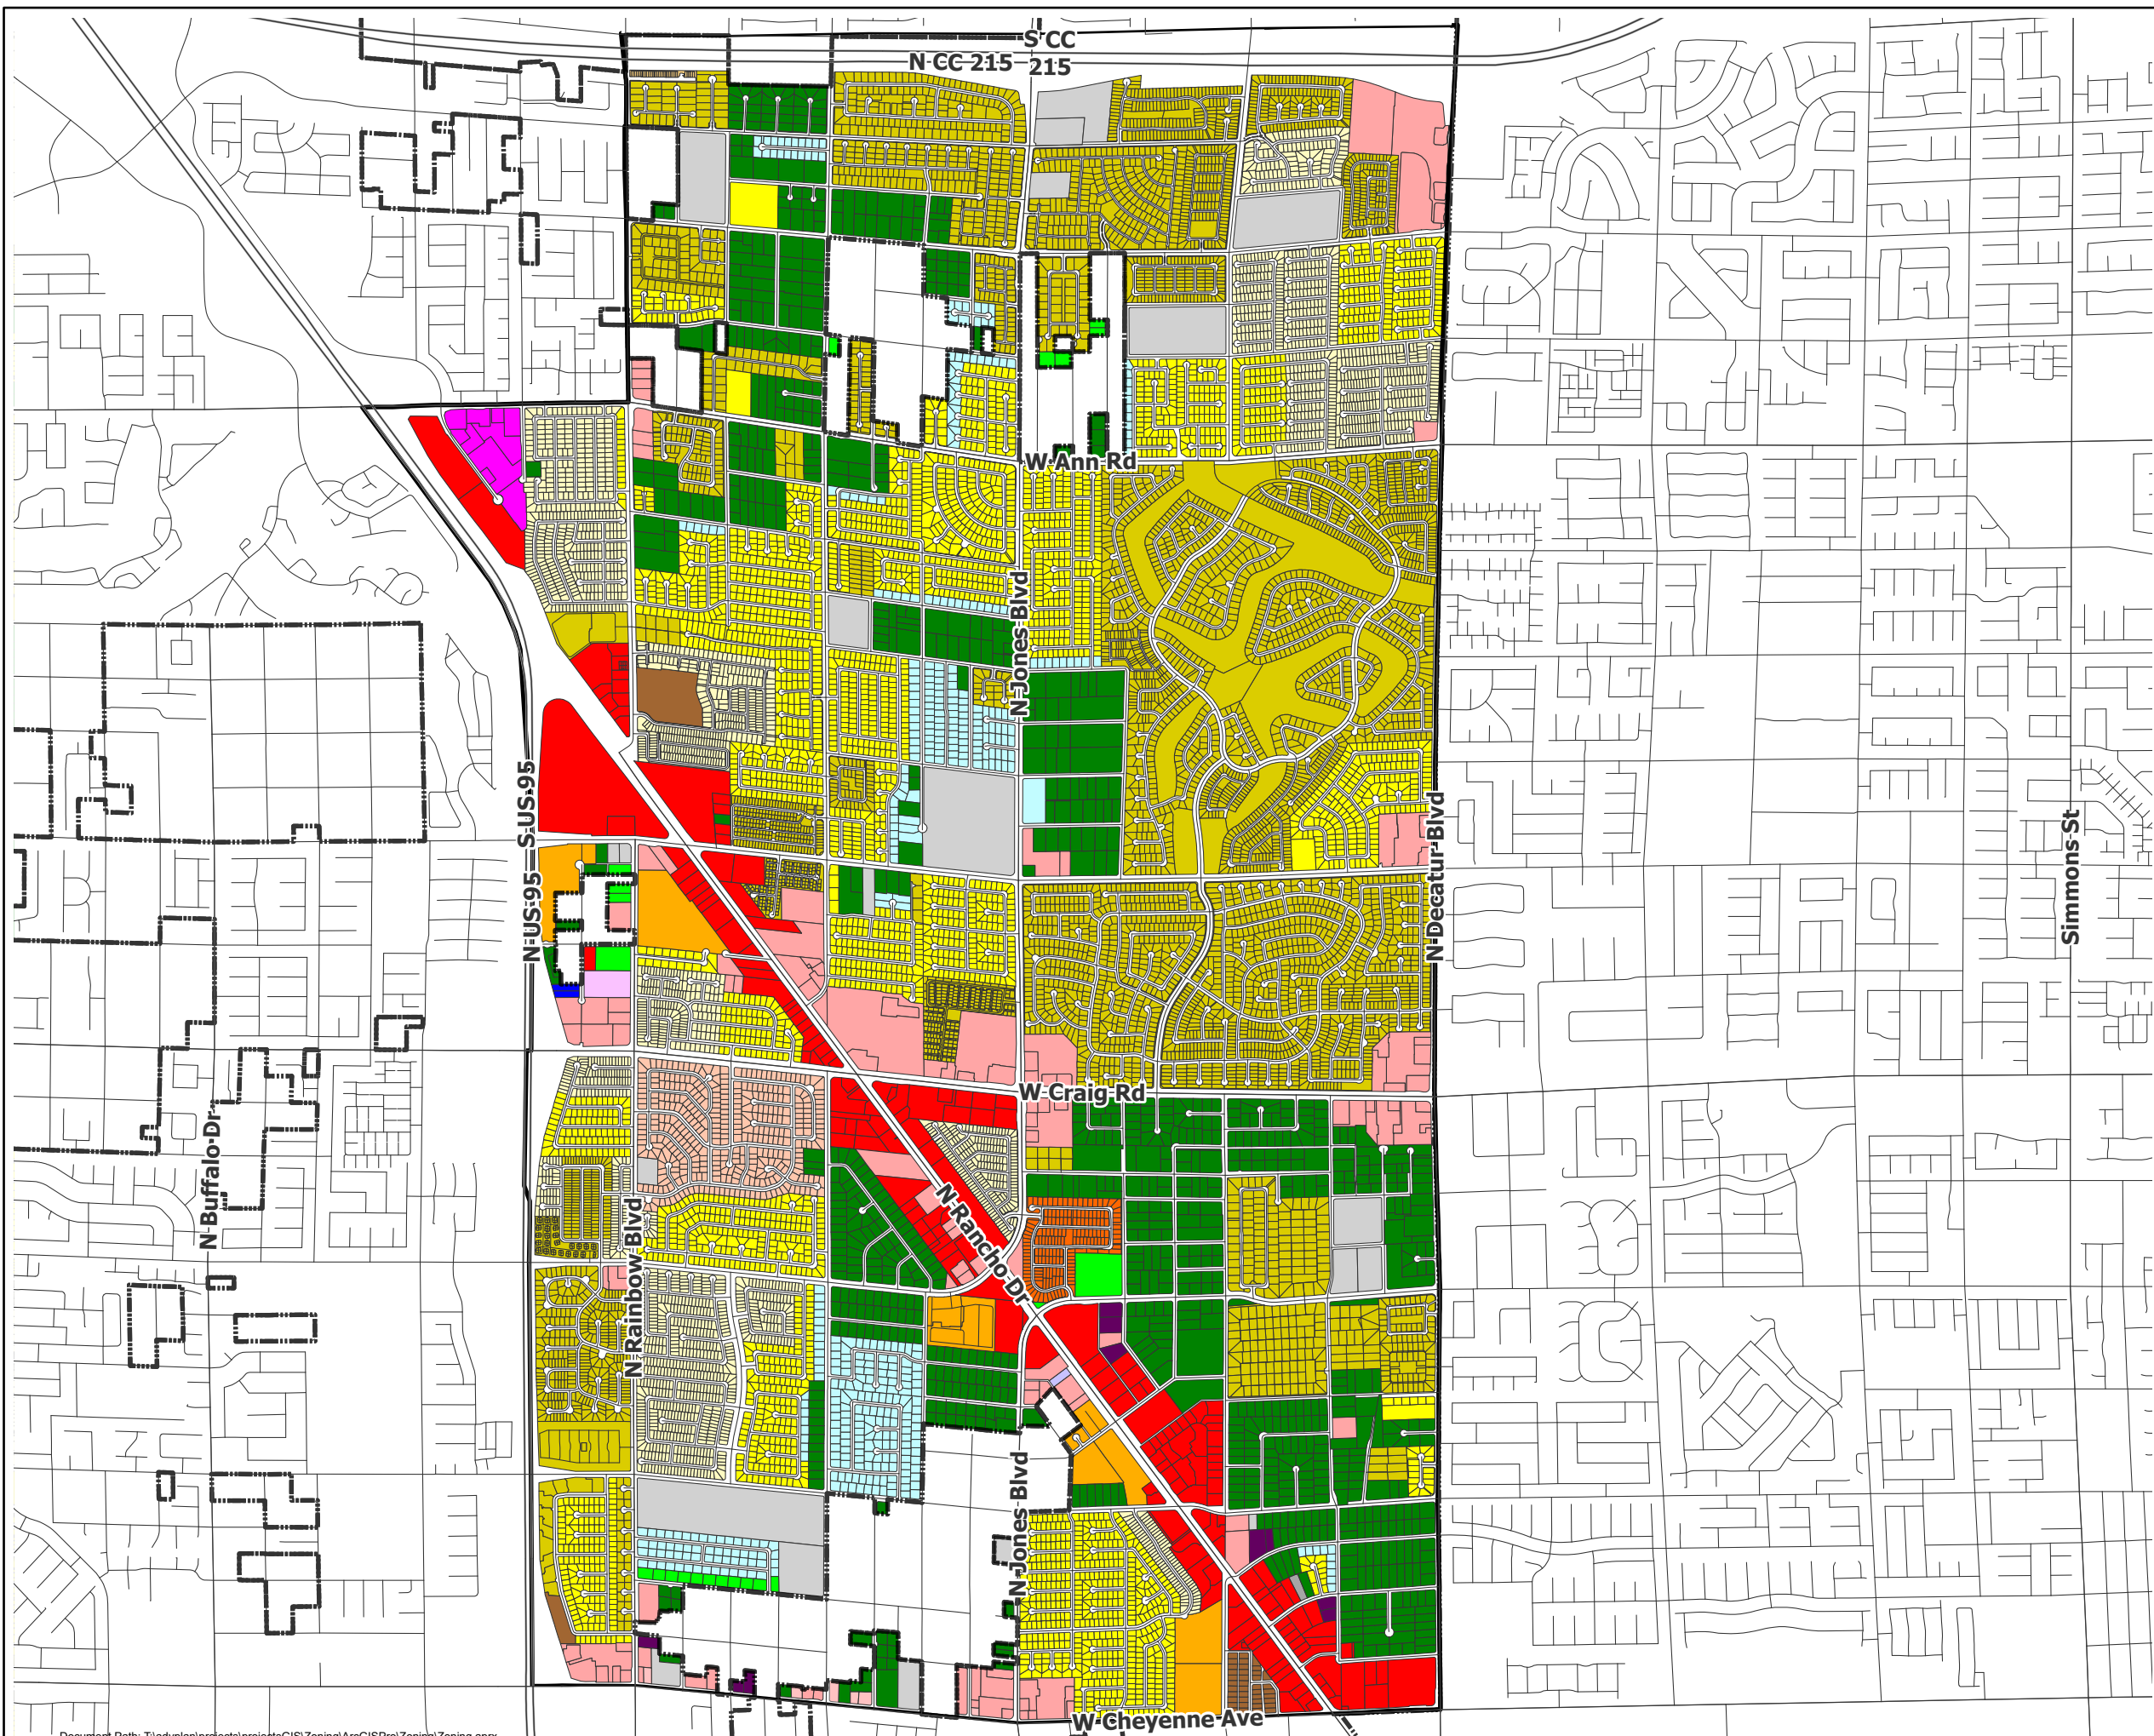 S CC
N CC 215 215
W Ann Rd
N Jones Blvd
S US 95
N US 95
N Decatur Blvd
Simmons St
W Craig Rd
N Buffalo Dr
N Rainbow Blvd
N Rancho Dr
N Jones Blvd
W Cheyenne Ave